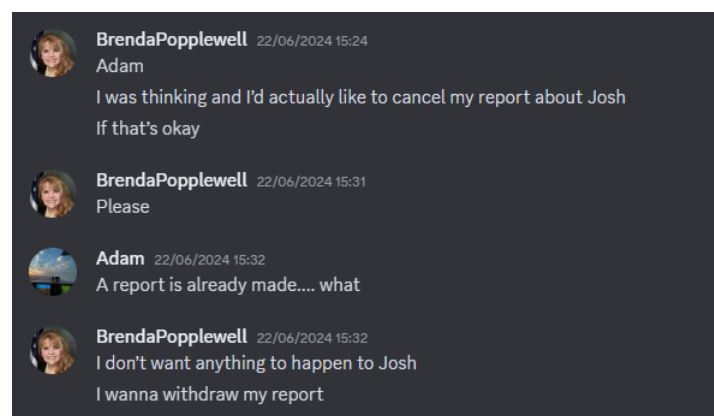 BrendaPopplewell 22/06/2024 15:24
Adam
I was thinking and I’d actually like to cancel my report about Josh
If that’s okay
BrendaPopplewell 22/06/2024 15:31
Please
Adam 22/06/2024 15:32
A report is already made.... what
BrendaPopplewell 22/06/2024 15:32
I don’t want anything to happen to Josh
I wanna withdraw my report